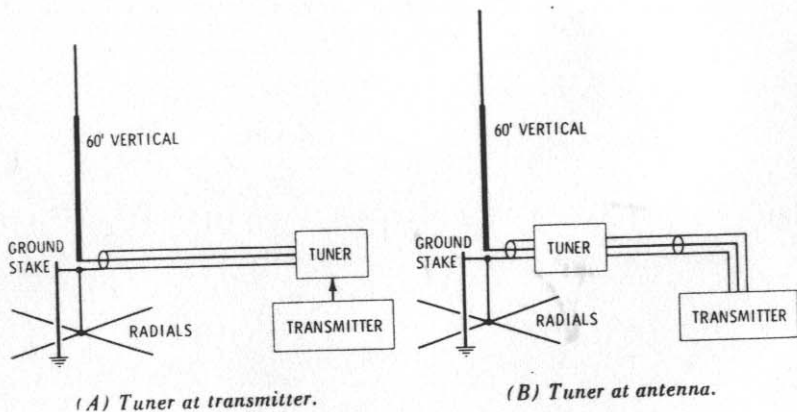 60' VERTICAL
GROUND
STAKE
TUNER
RADIALS
TRANSMITTER
(A) Tuner at transmitter.
60' VERTICAL
GROUND
STAKE
TUNER
RADIALS
TRANSMITTER
(B) Tuner at antenna.